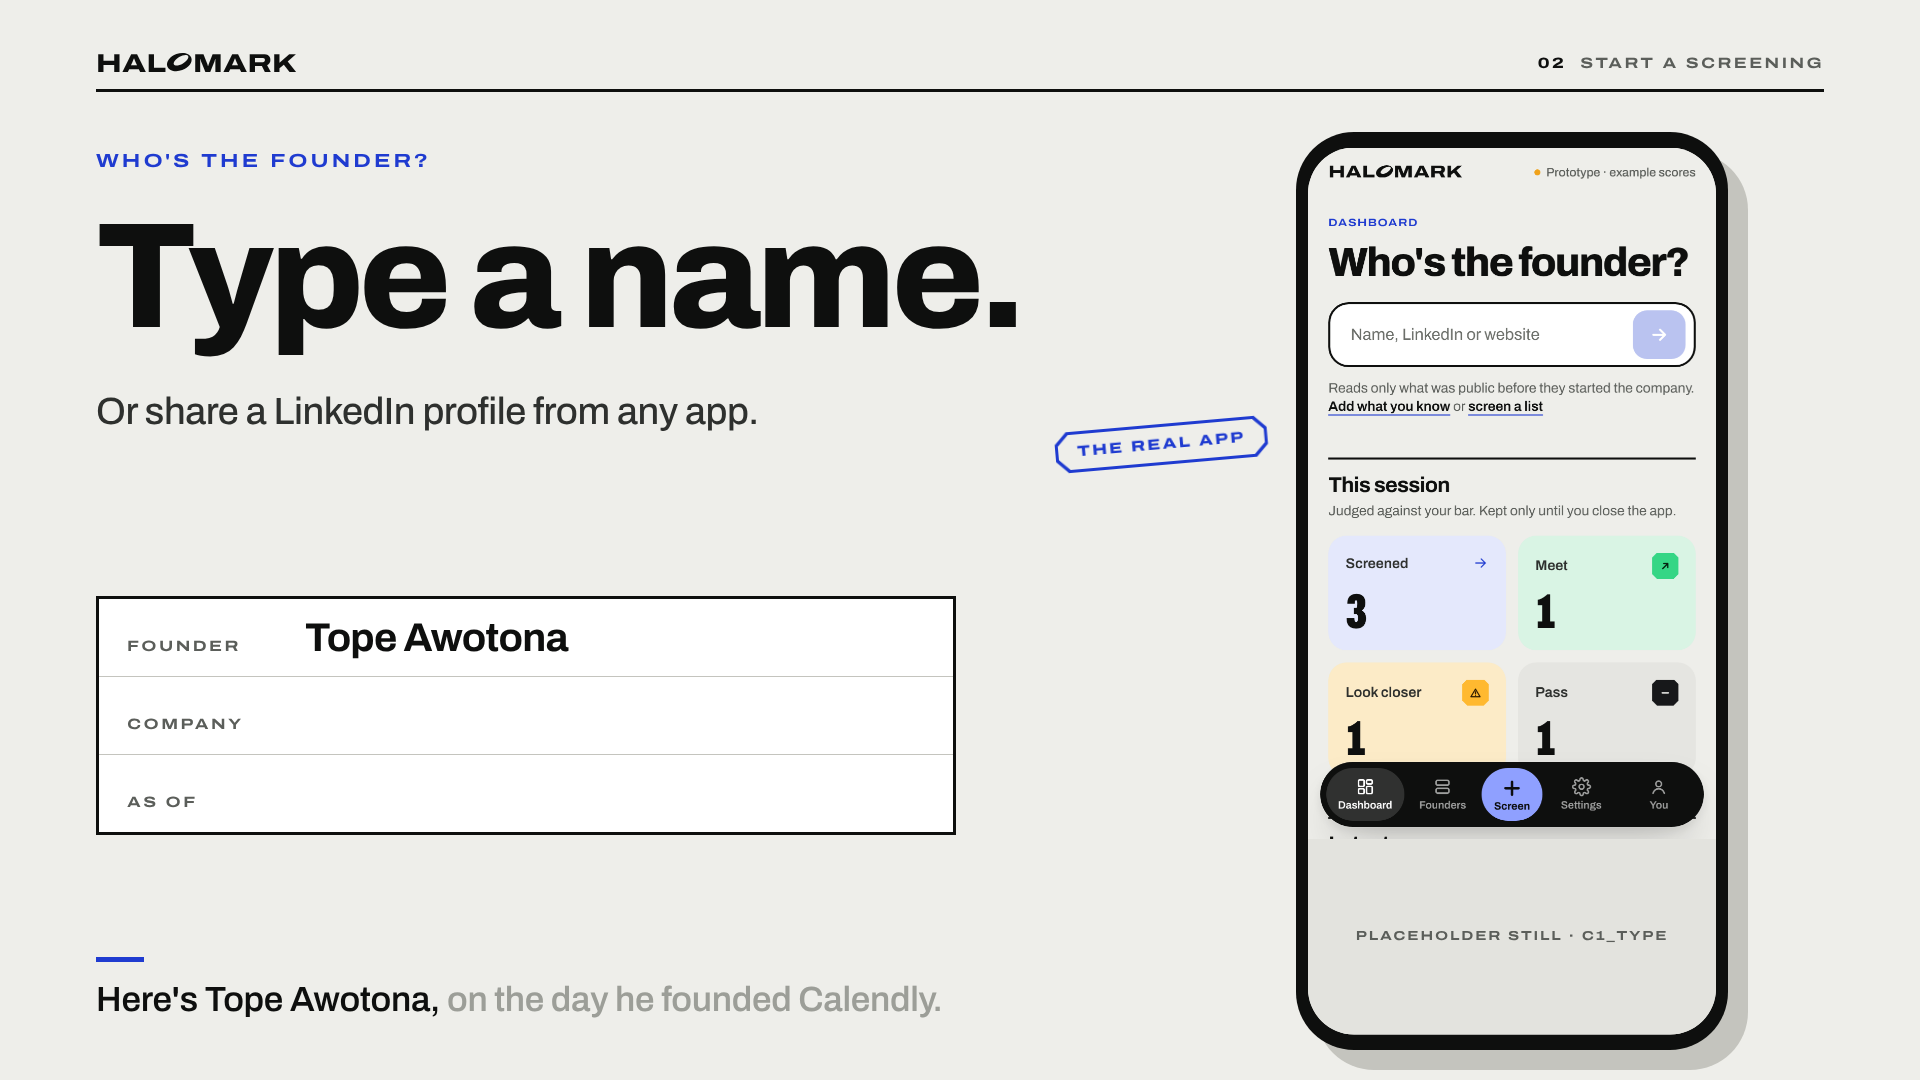 HALOMARK
02 START A SCREENING
WHO'S THE FOUNDER?
Type a name.
Or share a LinkedIn profile from any app.
THE REAL APP
FOUNDER Tope Awotona
COMPANY
AS OF
Here's Tope Awotona, on the day he founded Calendly.
HALOMARK
Prototype · example scores
DASHBOARD
Who's the founder?
Name, LinkedIn or website
Reads only what was public before they started the company.
Add what you know or screen a list
This session
Judged against your bar. Kept only until you close the app.
Screened
3
Meet
1
Look closer
1
Pass
1
Dashboard Founders Screen Settings You
PLACEHOLDER STILL · C1_TYPE